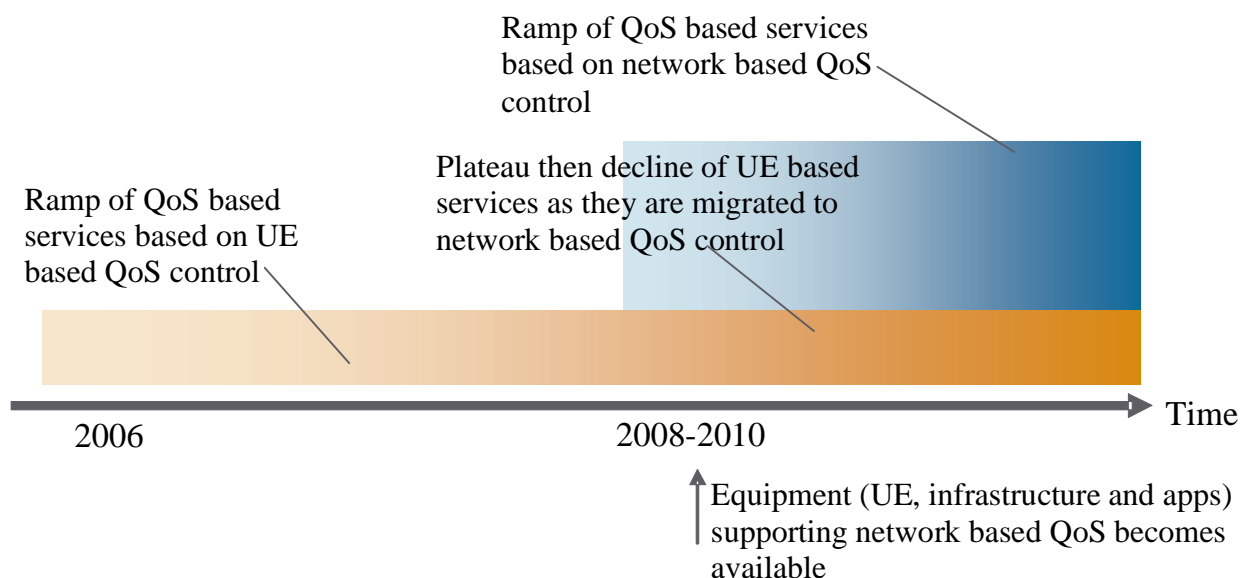 Ramp of QoS based services
based on network based QoS
control
Plateau then decline of UE based
services as they are migrated to
network based QoS control
Ramp of QoS based
services based on UE
based QoS control
Time
2006
2008-2010
Equipment (UE, infrastructure and apps)
supporting network based QoS becomes
available